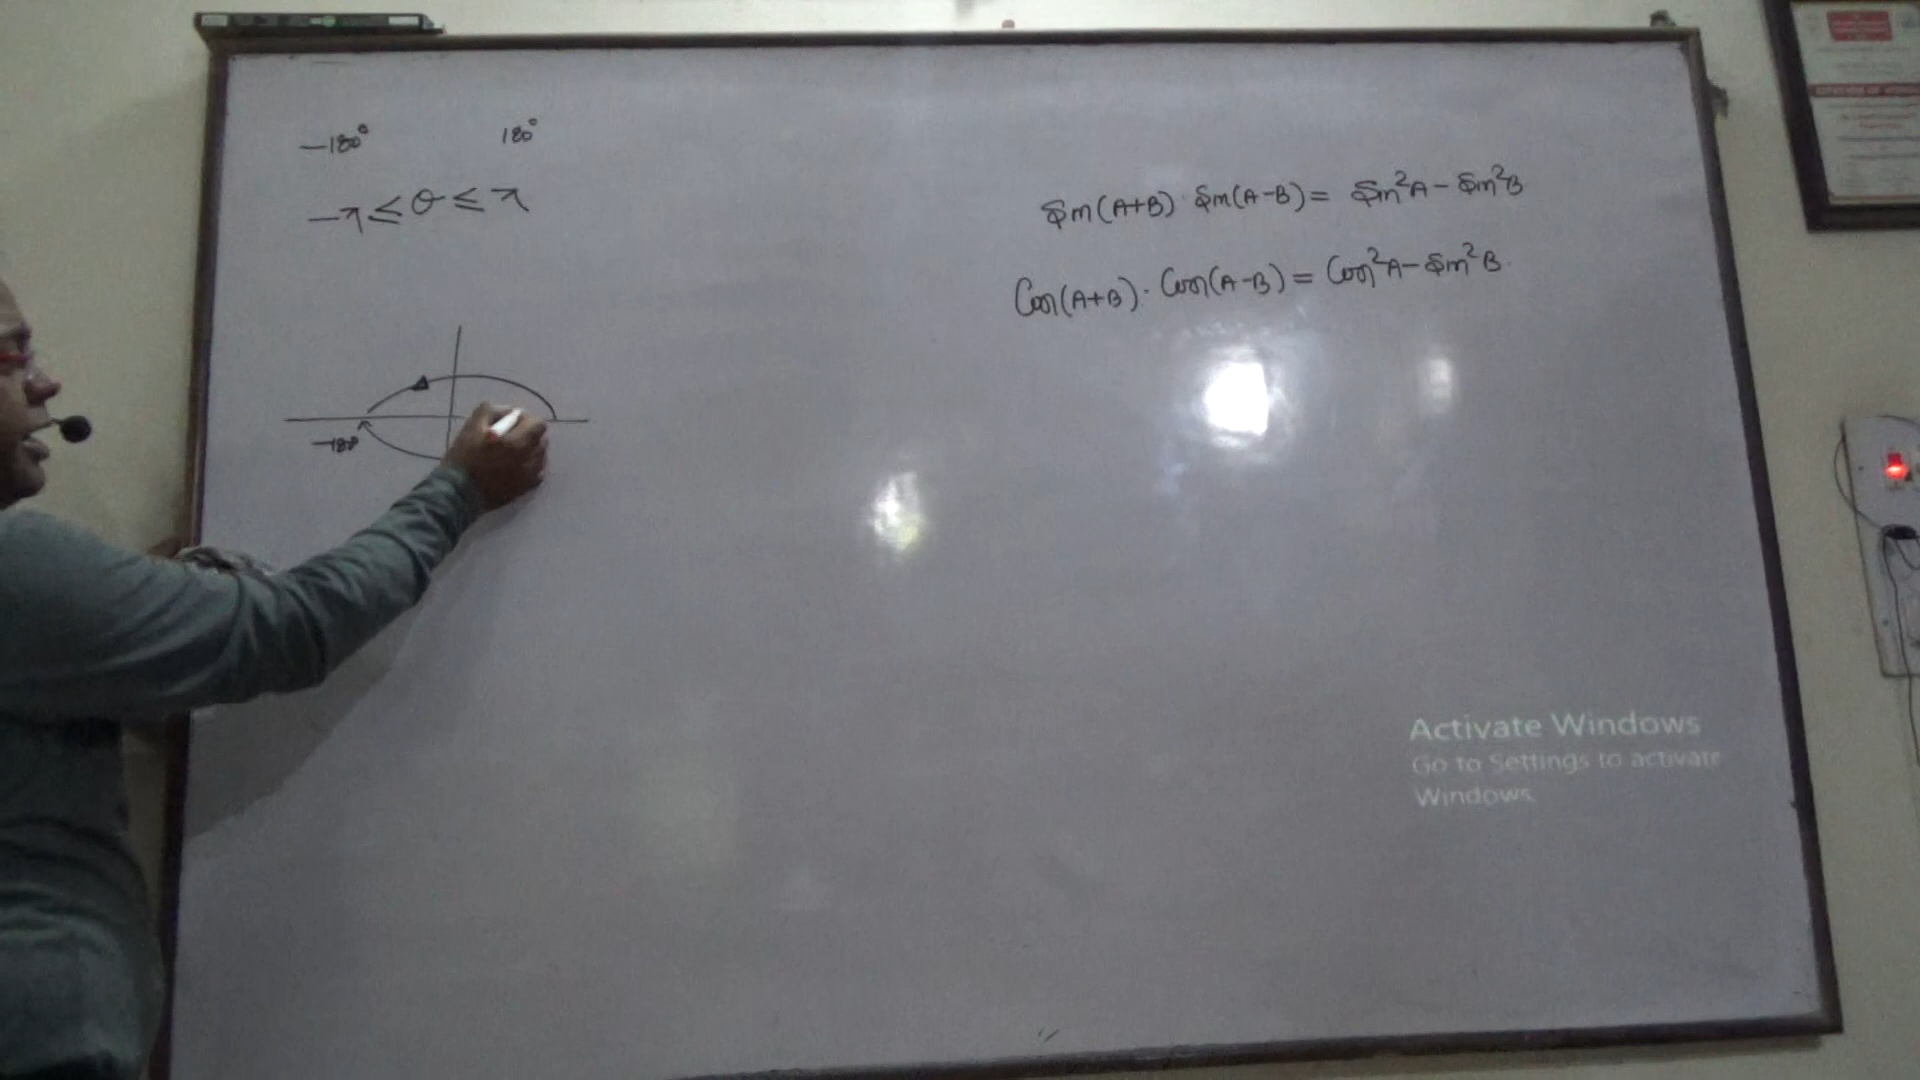 -180° 180°
-π ≤ θ ≤ π
-180°
Sin(A+B) · Sin(A-B) = Sin²A - Sin²B
Cos(A+B) · Cos(A-B) = Cos²A - Sin²B.
Activate Windows
Go to Settings to activate
Windows.